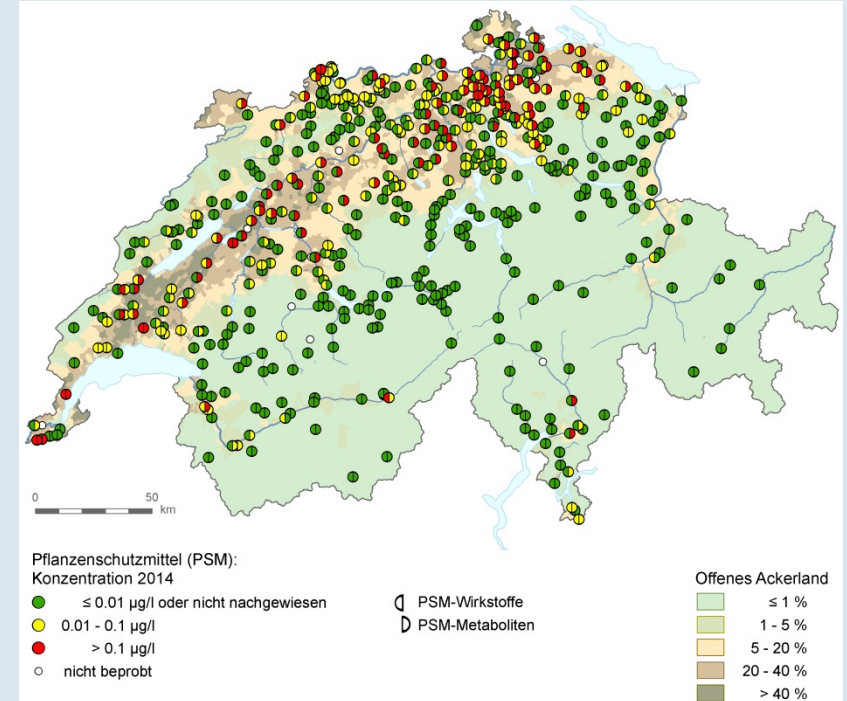 0 50
km
Pflanzenschutzmittel (PSM):
Konzentration 2014
≤ 0.01 µg/l oder nicht nachgewiesen
0.01 - 0.1 µg/l
> 0.1 µg/l
nicht beprobt
PSM-Wirkstoffe
PSM-Metaboliten
Offenes Ackerland
≤ 1 %
1 - 5 %
5 - 20 %
20 - 40 %
> 40 %